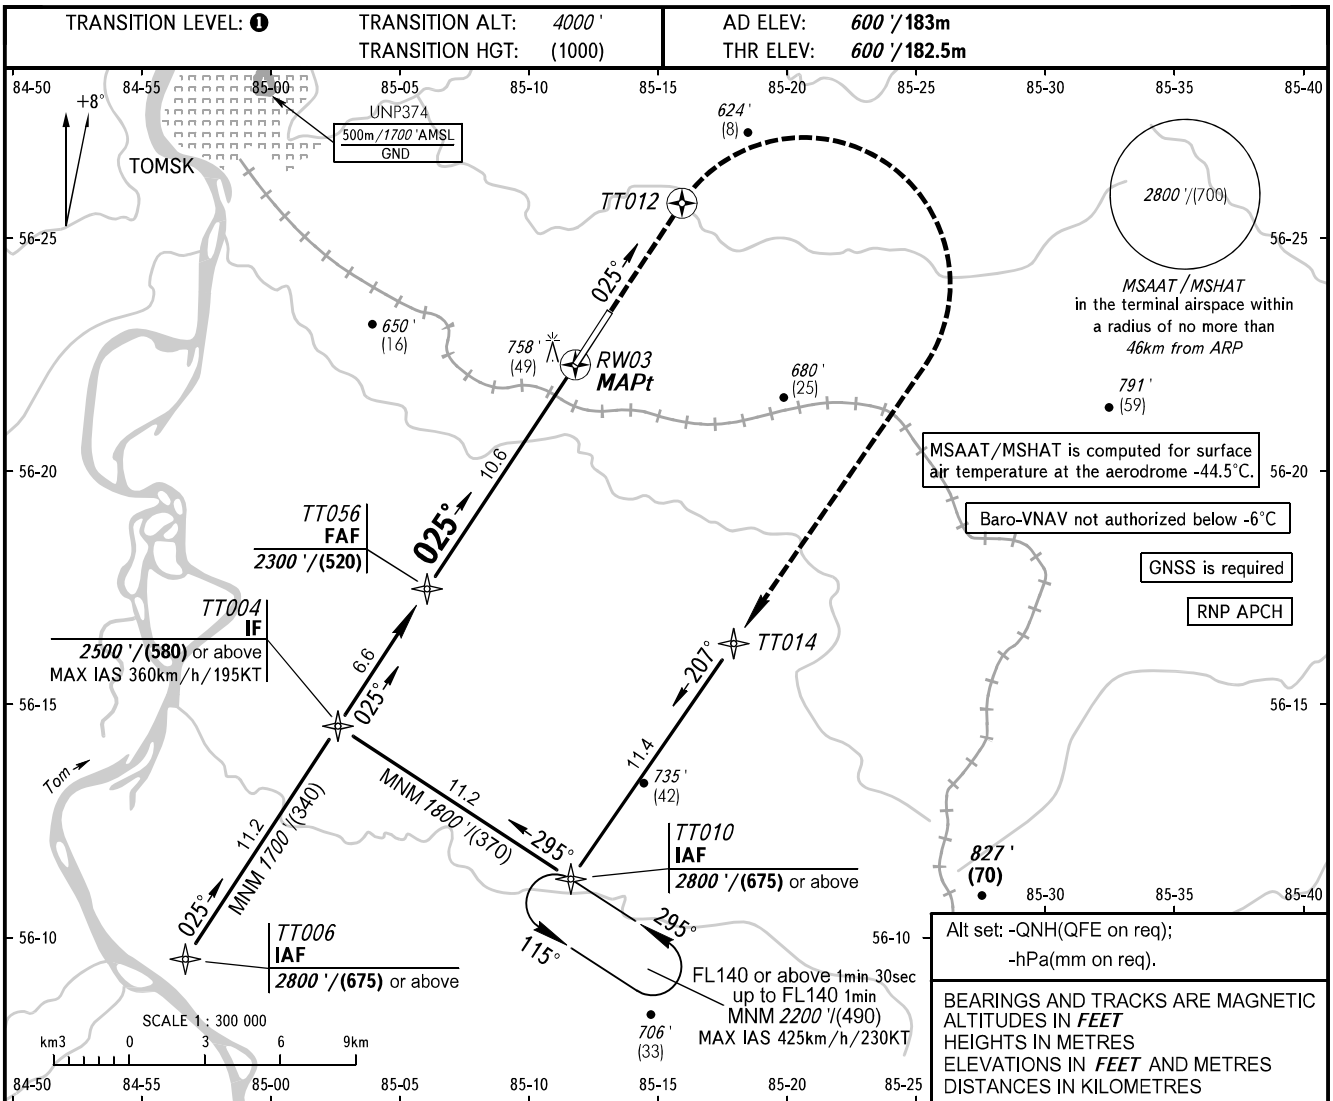 TRANSITION LEVEL: ❶
TRANSITION ALT: 4000 '
TRANSITION HGT: (1000)
AD ELEV: 600 '/183m
THR ELEV: 600 '/182.5m
84-50 84-55 85-00 85-05 85-10 85-15 85-20 85-25 85-30 85-35 85-40
+8°
UNP374
500m/1700 'AMSL
GND
TOMSK
624 '
(8)
TT012
2800 '/(700)
56-25 56-25
MSAAT/MSHAT
in the terminal airspace within
a radius of no more than
46km from ARP
025°
650 '
(16)
758 '
(49)
RW03
MAPt
680 '
(25)
791 '
(59)
MSAAT/MSHAT is computed for surface
air temperature at the aerodrome -44.5°C.
56-20 56-20
10.6
025°
TT056
FAF
2300 '/(520)
Baro-VNAV not authorized below -6°C
GNSS is required
RNP APCH
TT004
IF
2500 '/(580) or above
MAX IAS 360km/h/195KT
6.6
025°
TT014
207°
56-15 56-15
11.4
Tom
735 '
(42)
11.2
MNM 1700 '/(340)
11.2
MNM 1800 '/(370)
295°
TT010
IAF
2800 '/(675) or above
827 '
(70)
025°
TT006
IAF
2800 '/(675) or above
295°
115°
85-30 85-35 85-40
56-10 56-10
FL140 or above 1min 30sec
up to FL140 1min
MNM 2200 '/(490)
MAX IAS 425km/h/230KT
706 '
(33)
SCALE 1 : 300 000
km3 0 3 6 9km
84-50 84-55 85-00 85-05 85-10 85-15 85-20 85-25
Alt set: -QNH(QFE on req);
-hPa(mm on req).
BEARINGS AND TRACKS ARE MAGNETIC
ALTITUDES IN FEET
HEIGHTS IN METRES
ELEVATIONS IN FEET AND METRES
DISTANCES IN KILOMETRES